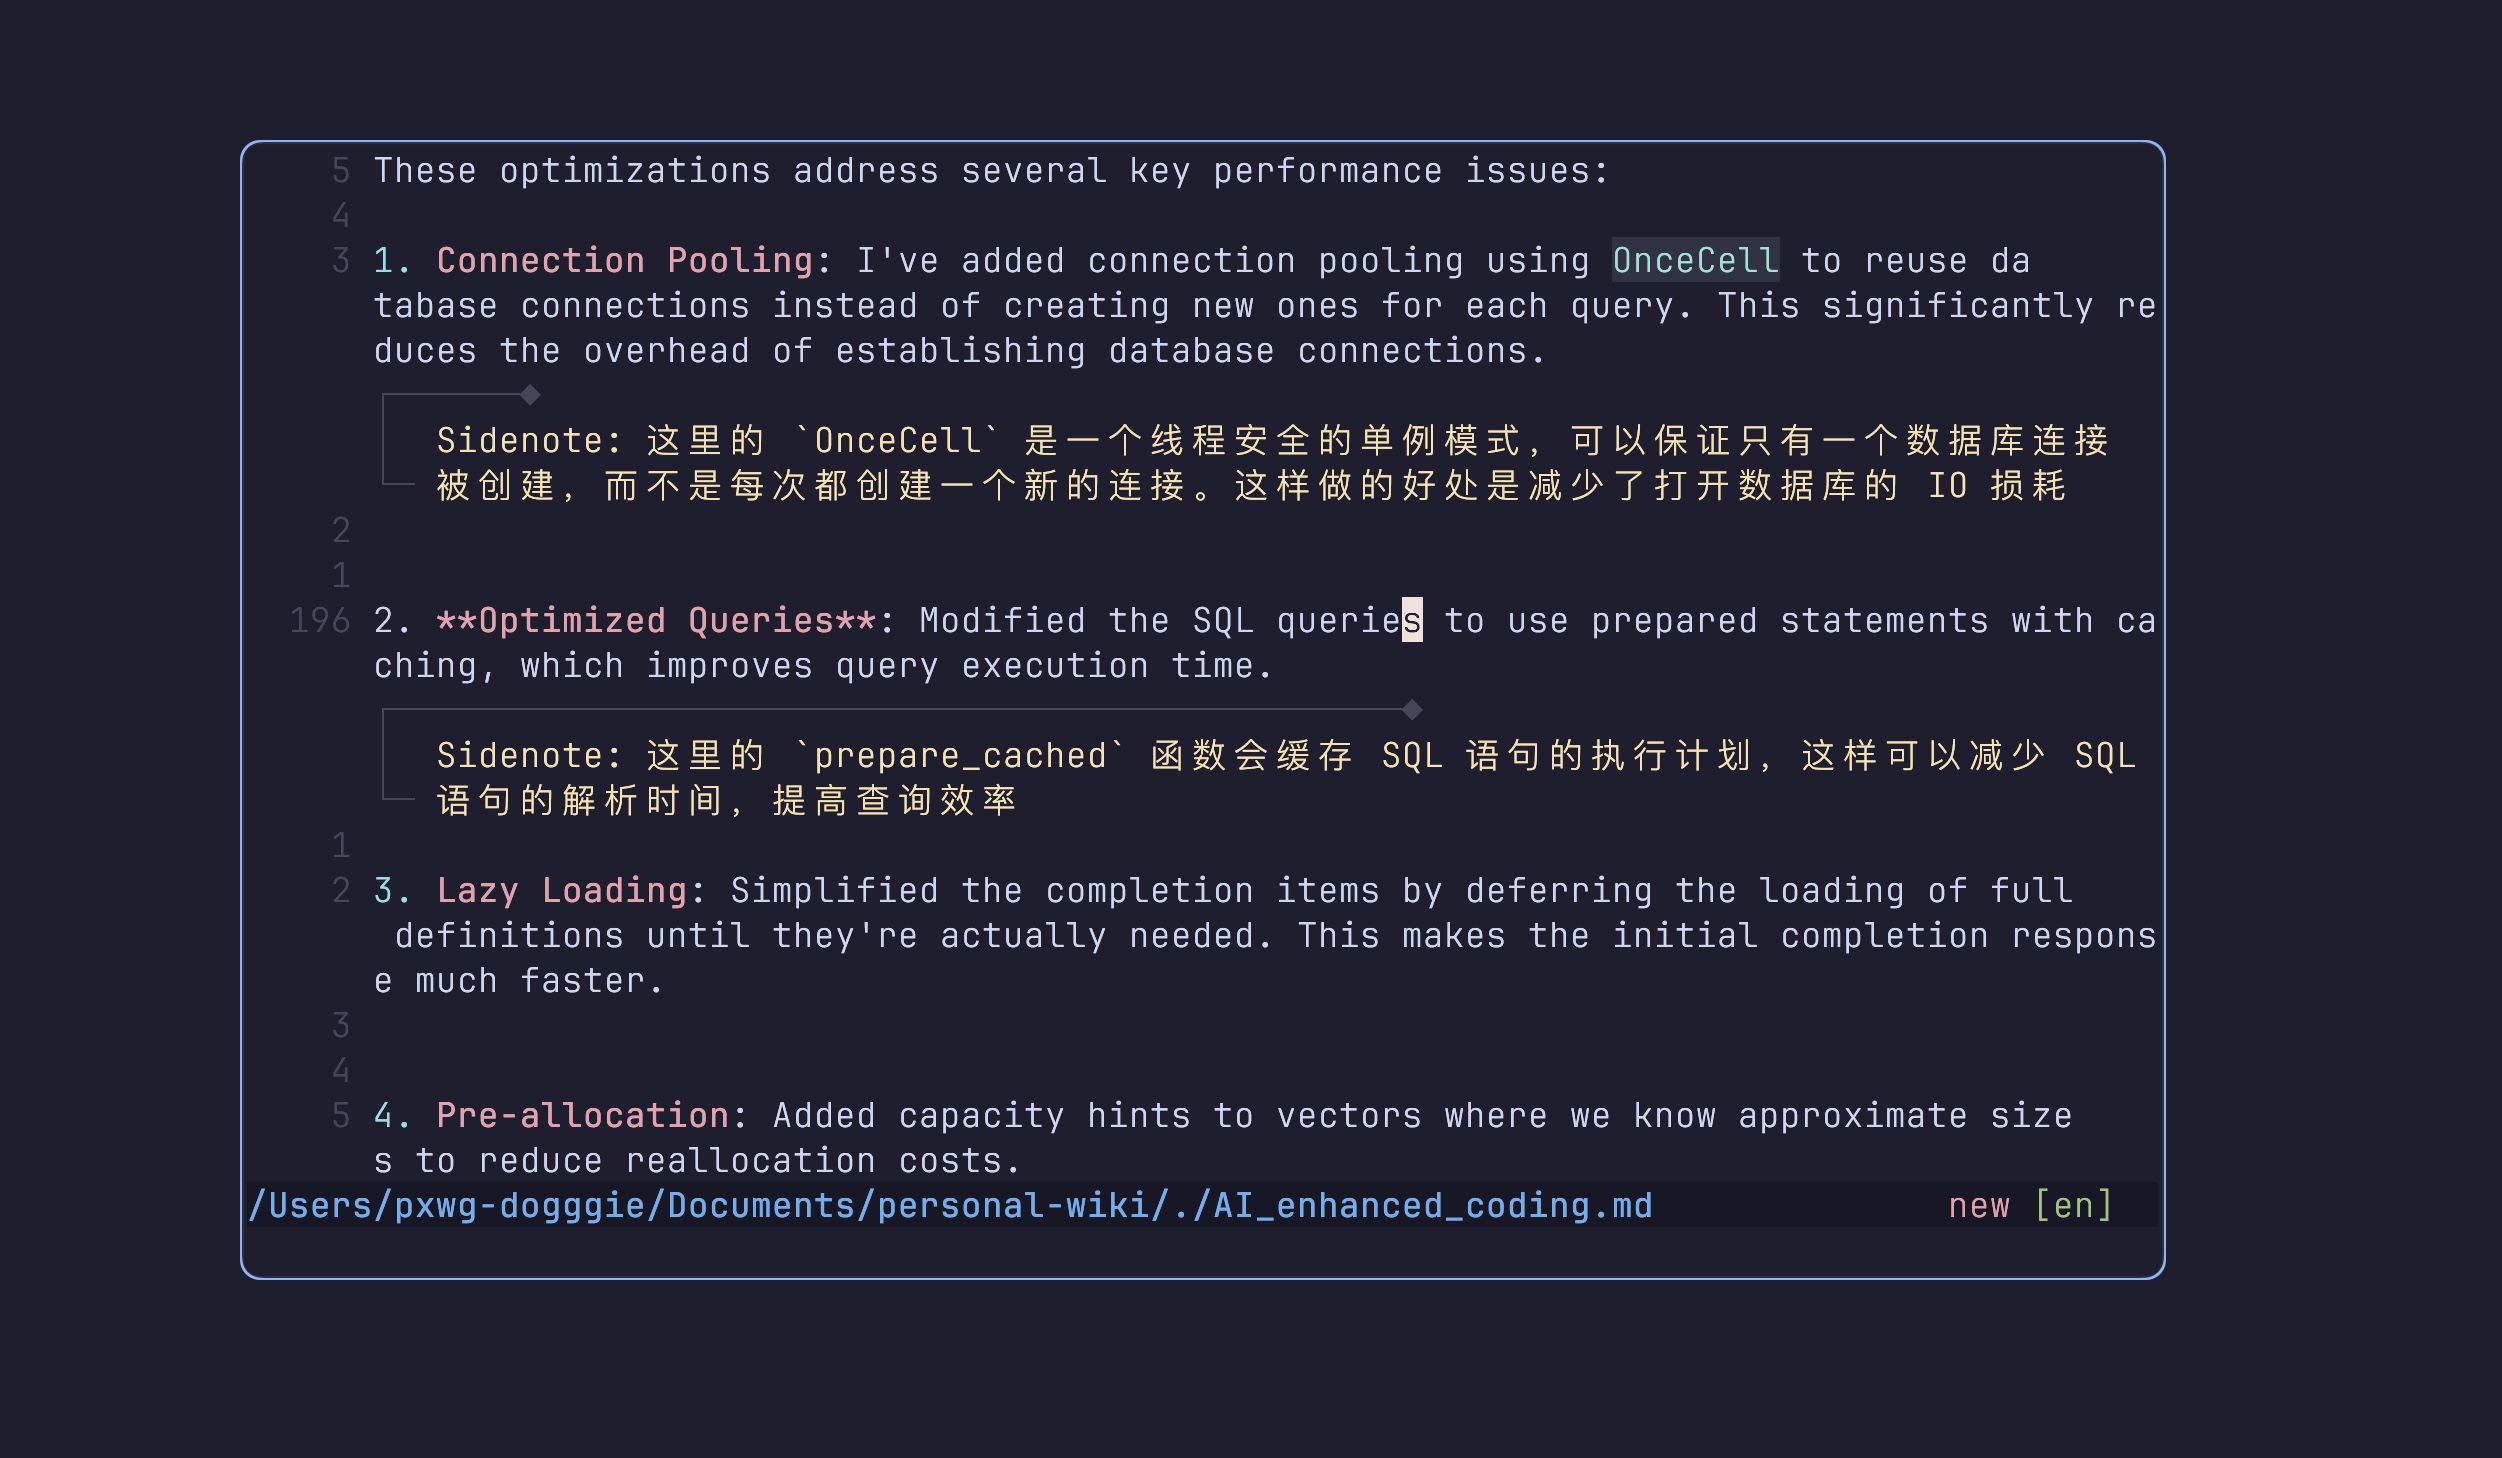 5 These optimizations address several key performance issues:
4
3 1. Connection Pooling: I've added connection pooling using OnceCell to reuse da
tabase connections instead of creating new ones for each query. This significantly re
duces the overhead of establishing database connections.
Sidenote: 这里的 `OnceCell` 是一个线程安全的单例模式，可以保证只有一个数据库连接
被创建，而不是每次都创建一个新的连接。这样做的好处是减少了打开数据库的 IO 损耗
2
1
196 2. **Optimized Queries**: Modified the SQL queries to use prepared statements with ca
ching, which improves query execution time.
Sidenote: 这里的 `prepare_cached` 函数会缓存 SQL 语句的执行计划，这样可以减少 SQL
语句的解析时间，提高查询效率
1
2 3. Lazy Loading: Simplified the completion items by deferring the loading of full
definitions until they're actually needed. This makes the initial completion respons
e much faster.
3
4
5 4. Pre-allocation: Added capacity hints to vectors where we know approximate size
s to reduce reallocation costs.
/Users/pxwg-dogggie/Documents/personal-wiki/./AI_enhanced_coding.md new [en]